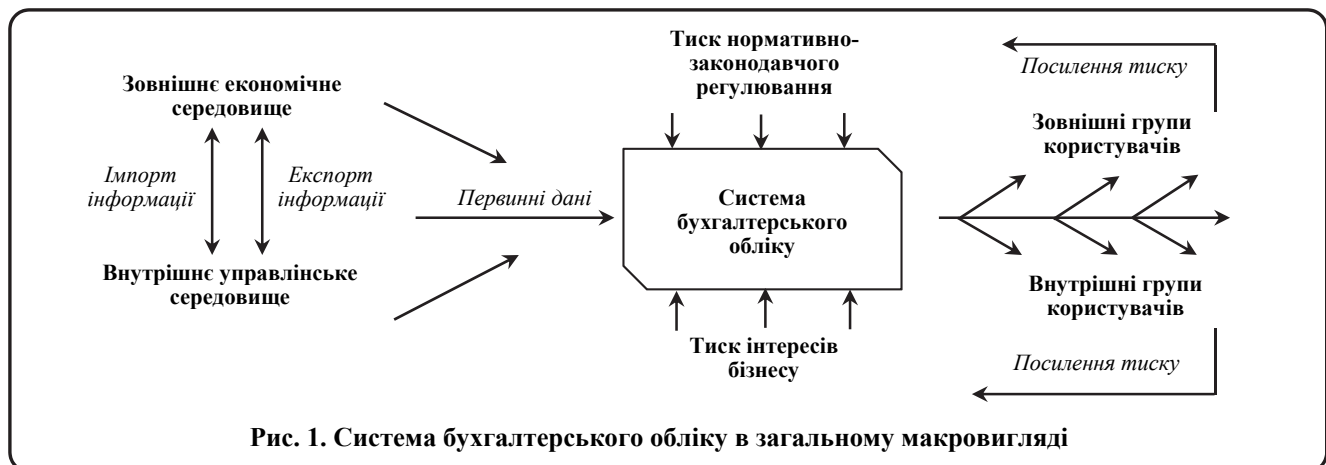 Зовнішнє економічне
середовище
Імпорт
інформації
Експорт
інформації
Внутрішнє управлінське
середовище
Первинні дані
Тиск нормативно-
законодавчого
регулювання
Система
бухгалтерського
обліку
Тиск інтересів
бізнесу
Посилення тиску
Зовнішні групи
користувачів
Внутрішні групи
користувачів
Посилення тиску
Рис. 1. Система бухгалтерського обліку в загальному макровигляді